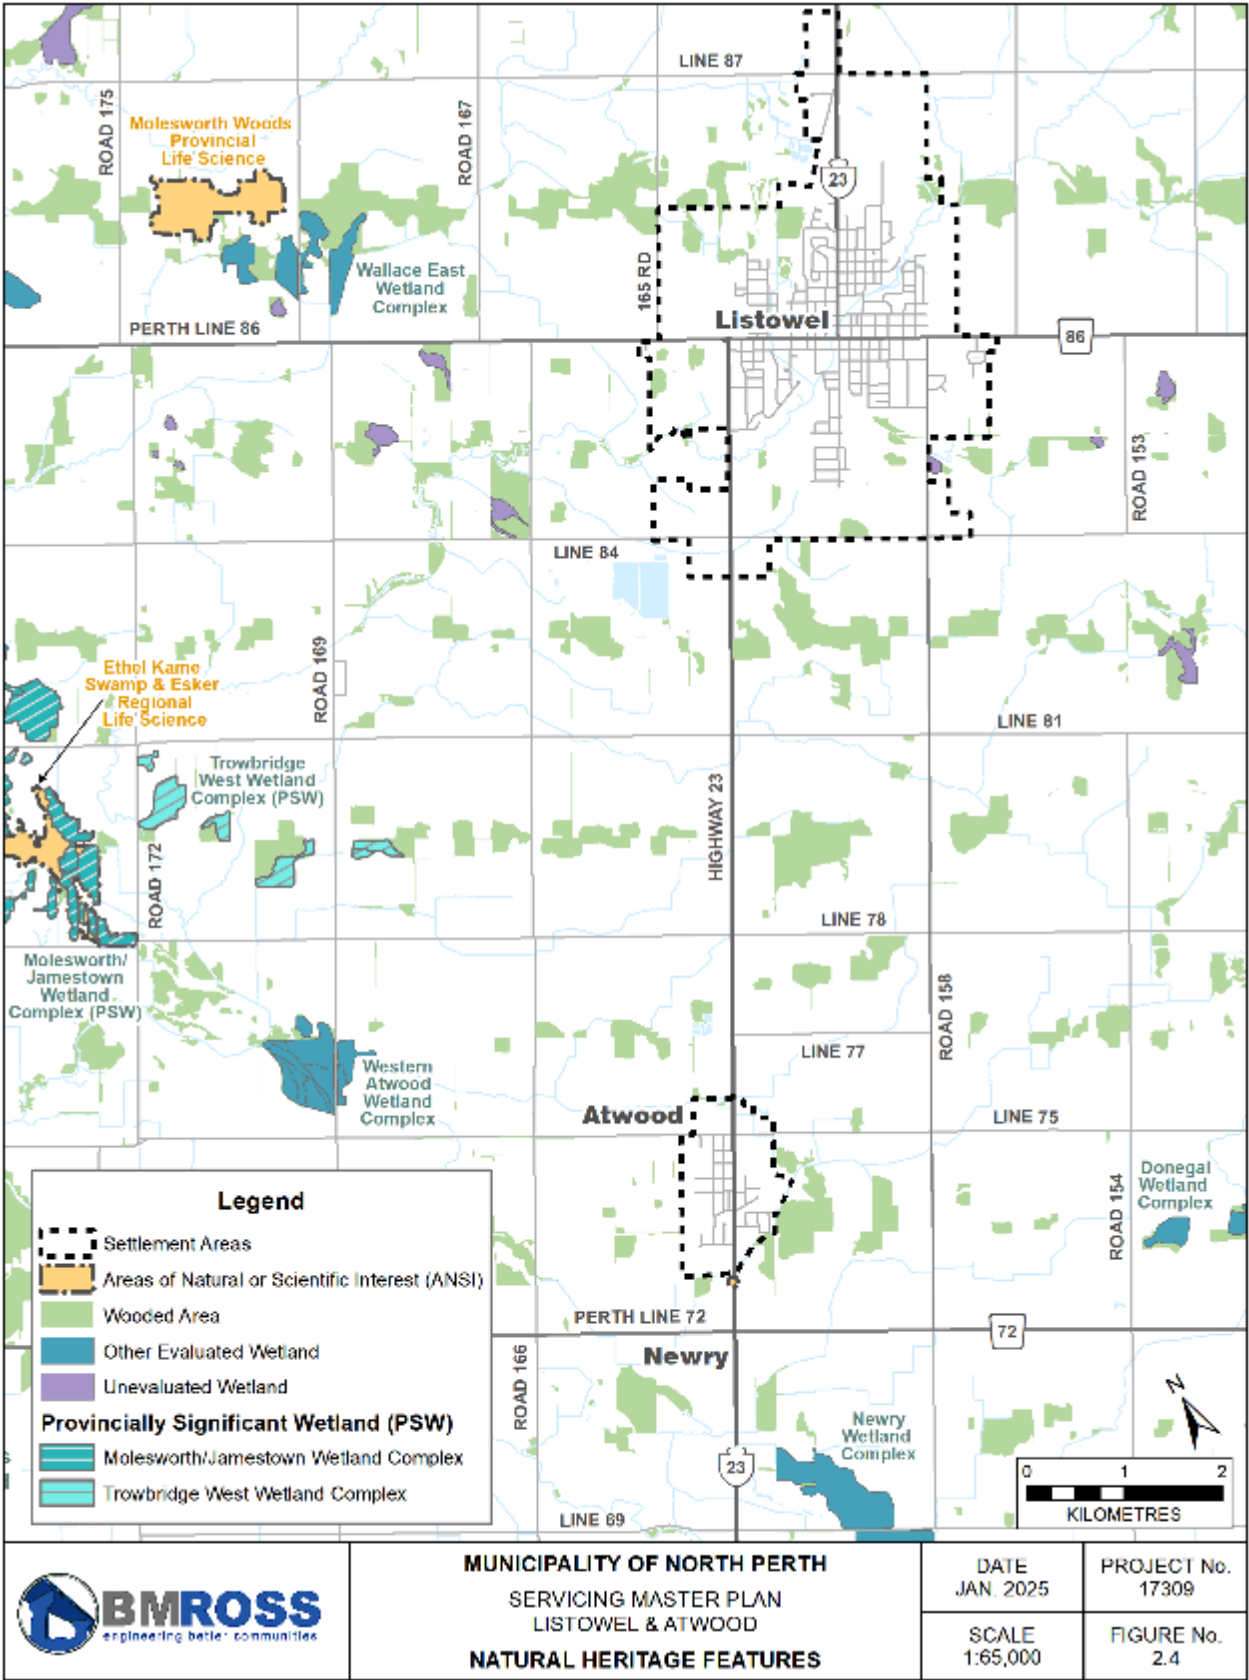 LINE 87
ROAD 175
ROAD 167
Molesworth Woods
Provincial
Life Science
23
165 RD
Wallace East
Wetland
Complex
PERTH LINE 86
Listowel
86
ROAD 153
LINE 84
ROAD 169
Ethel Kame
Swamp & Esker
Regional
Life Science
LINE 81
Trowbridge
West Wetland
Complex (PSW)
HIGHWAY 23
ROAD 172
LINE 78
Molesworth/
Jamestown
Wetland
Complex (PSW)
ROAD 158
LINE 77
Western
Atwood
Wetland
Complex
Atwood
LINE 75
Donegal
Wetland
Complex
ROAD 154
Legend
Settlement Areas
Areas of Natural or Scientific Interest (ANSI)
Wooded Area
Other Evaluated Wetland
Unevaluated Wetland
Provincially Significant Wetland (PSW)
Molesworth/Jamestown Wetland Complex
Trowbridge West Wetland Complex
PERTH LINE 72
72
Newry
ROAD 166
Newry
Wetland
Complex
23
LINE 69
N
0 1 2
KILOMETRES
BMROSS
engineering better communities
MUNICIPALITY OF NORTH PERTH
SERVICING MASTER PLAN
LISTOWEL & ATWOOD
NATURAL HERITAGE FEATURES
DATE
JAN. 2025
PROJECT No.
17309
SCALE
1:65,000
FIGURE No.
2.4